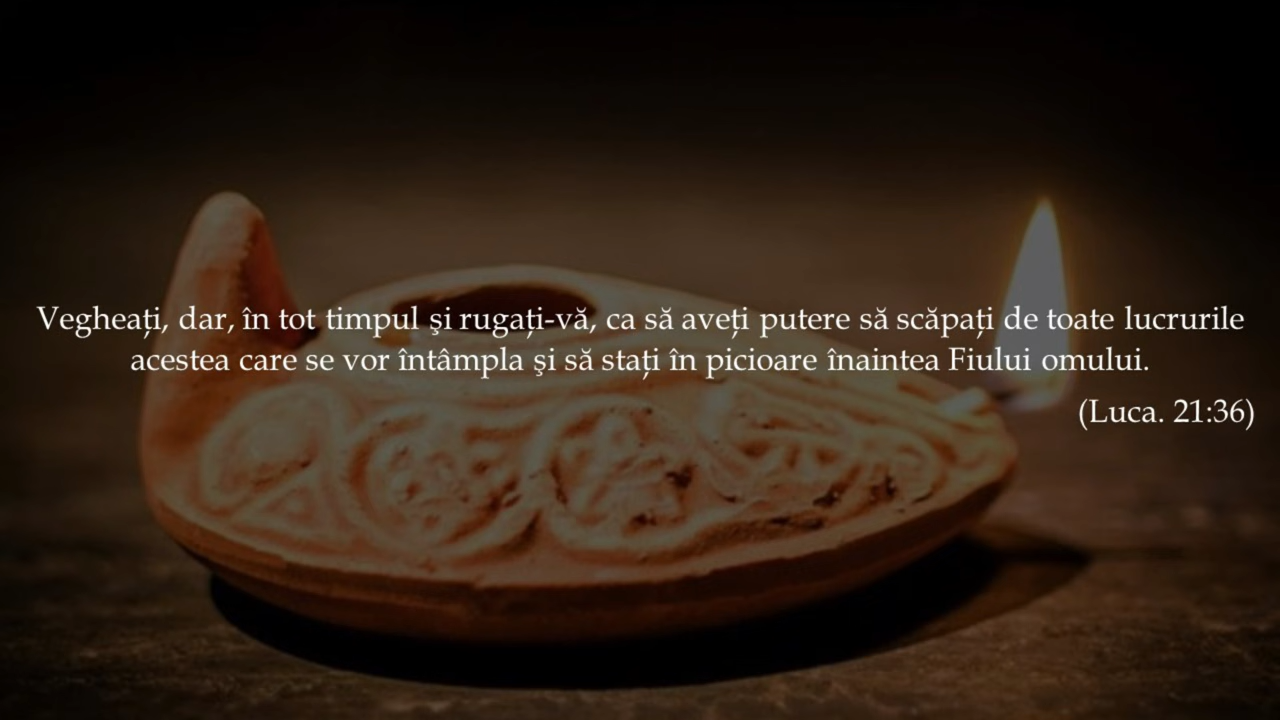 Vegheați, dar, în tot timpul şi rugați-vă, ca să aveți putere să scăpați de toate lucrurile
acestea care se vor întâmpla şi să stați în picioare înaintea Fiului omului.
(Luca. 21:36)